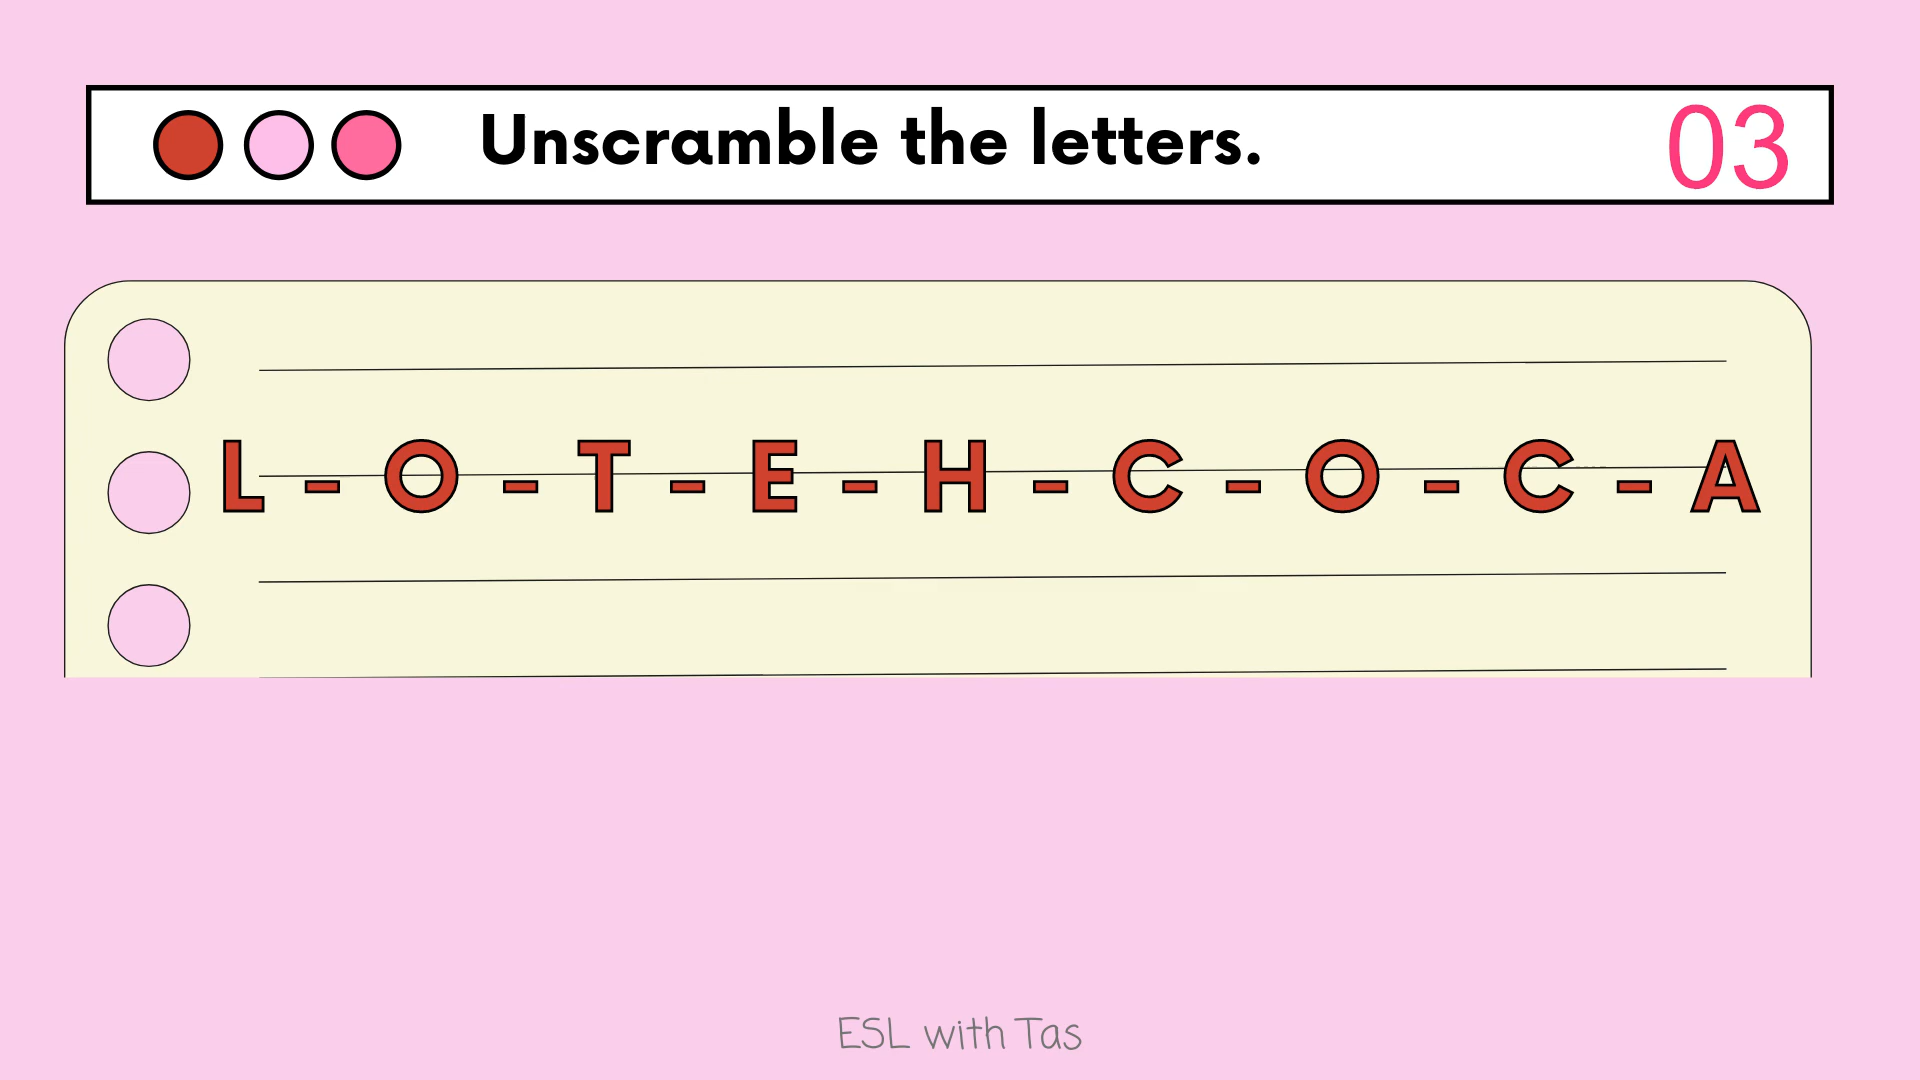 Unscramble the letters.
03
L - O - T - E - H - C - O - C - A
ESL with Tas